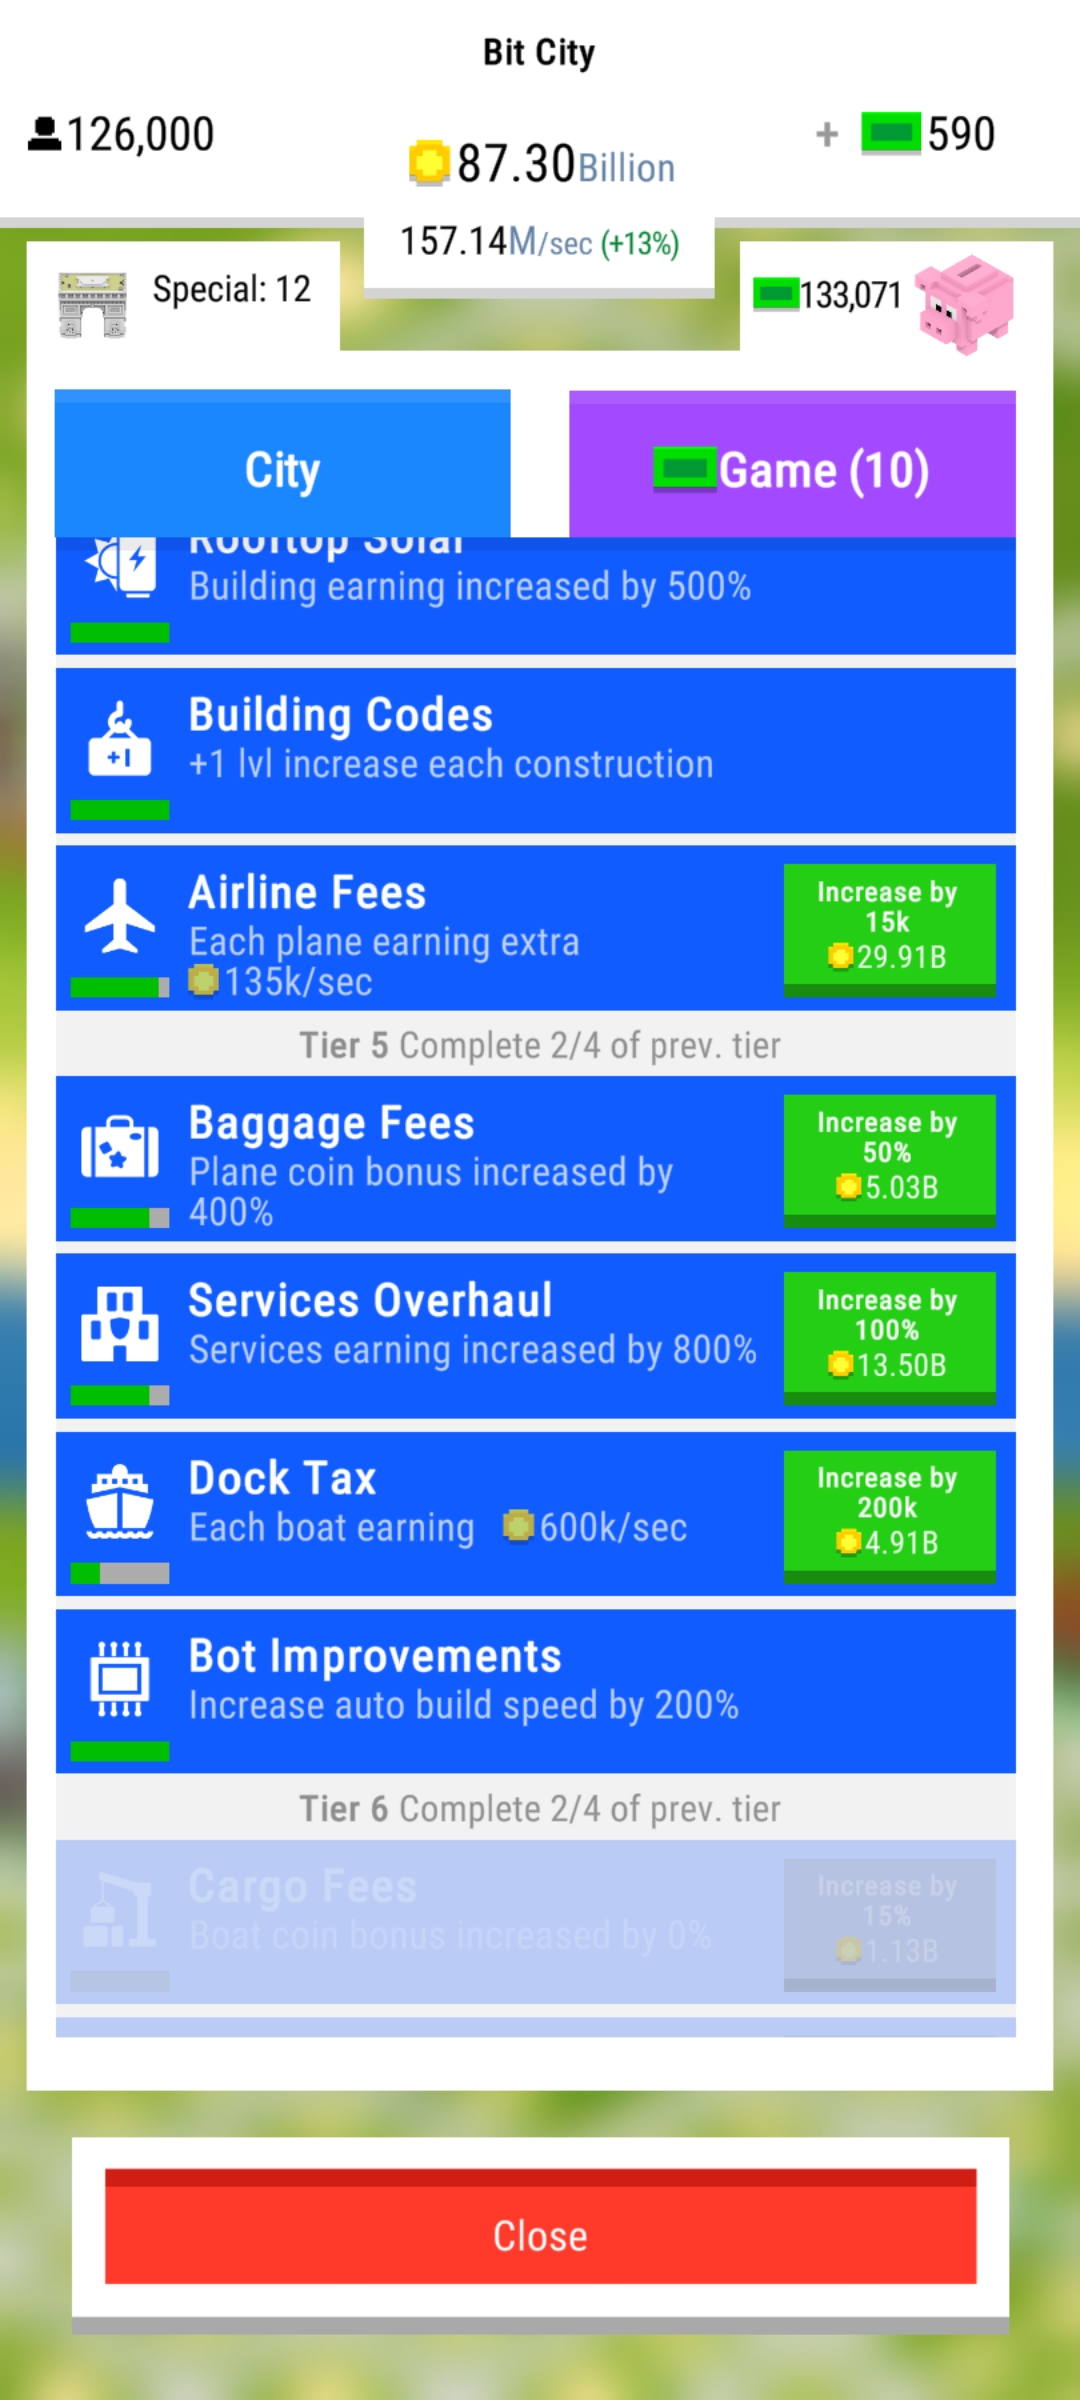 Bit City
126,000
87.30Billion
+ 590
157.14M/sec (+13%)
Special: 12
133,071
City
Game (10)
Rooftop Solar
Building earning increased by 500%
Building Codes
+1
+1 lvl increase each construction
Airline Fees
Each plane earning extra
135k/sec
Increase by
15k
29.91B
Tier 5 Complete 2/4 of prev. tier
Baggage Fees
Plane coin bonus increased by
400%
Increase by
50%
5.03B
Services Overhaul
Services earning increased by 800%
Increase by
100%
13.50B
Dock Tax
Each boat earning 600k/sec
Increase by
200k
4.91B
Bot Improvements
Increase auto build speed by 200%
Tier 6 Complete 2/4 of prev. tier
Cargo Fees
Boat coin bonus increased by 0%
Increase by
15%
1.13B
Close